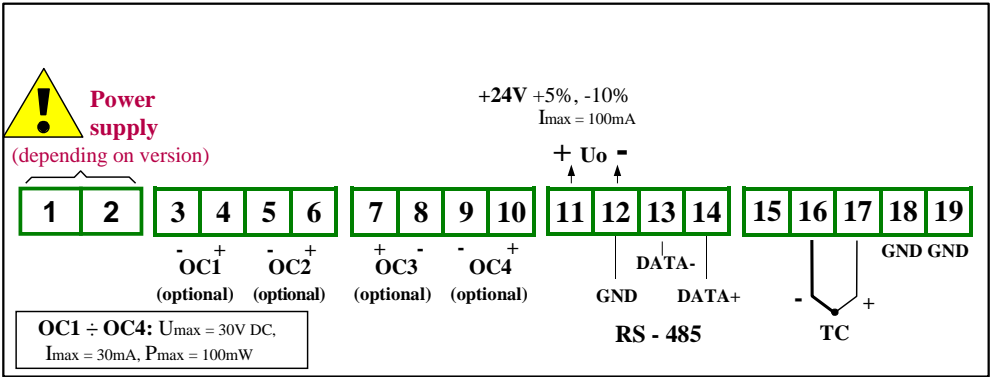 Power
supply
(depending on version)
+24V +5%, -10%
Imax = 100mA
+ Uo -
1 2 3 4 5 6 7 8 9 10 11 12 13 14 15 16 17 18 19
- + - + + - - +
OC1 OC2 OC3 OC4
(optional) (optional) (optional) (optional)
DATA-
GND DATA+
RS - 485
GND GND
- +
TC
OC1 ÷ OC4: Umax = 30V DC,
Imax = 30mA, Pmax = 100mW